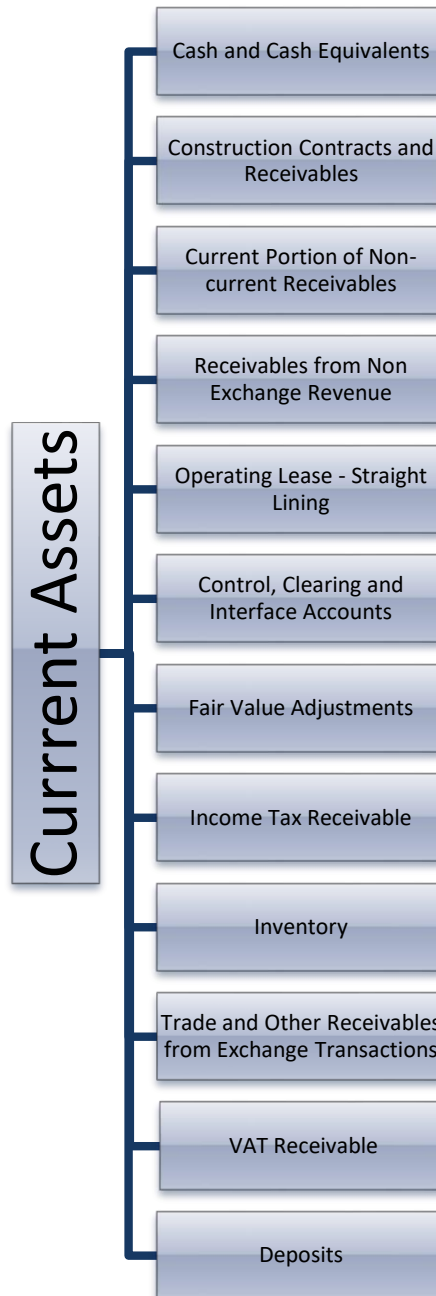 Cash and Cash Equivalents
Construction Contracts and
Receivables
Current Portion of Non-
current Receivables
Receivables from Non
Exchange Revenue
Operating Lease - Straight
Lining
Currrent Assets
Control, Clearing and
Interface Accounts
Fair Value Adjustments
Income Tax Receivable
Inventory
Trade and Other Receivables
from Exchange Transactions
VAT Receivable
Deposits